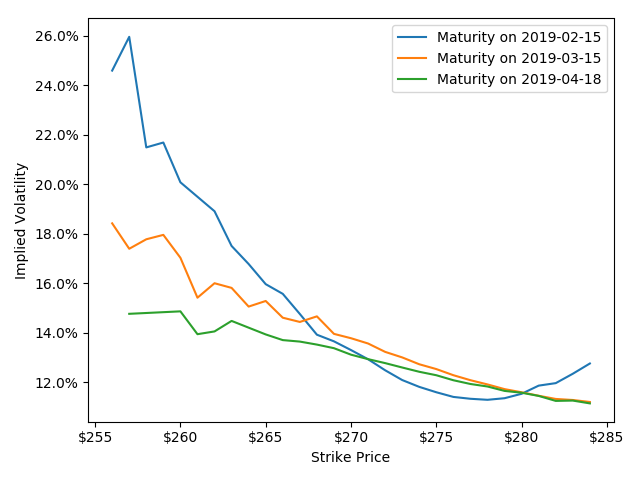 Maturity on 2019-02-15
Maturity on 2019-03-15
Maturity on 2019-04-18
Implied Volatility
26.0%
24.0%
22.0%
20.0%
18.0%
16.0%
14.0%
12.0%
$255 $260 $265 $270 $275 $280 $285
Strike Price